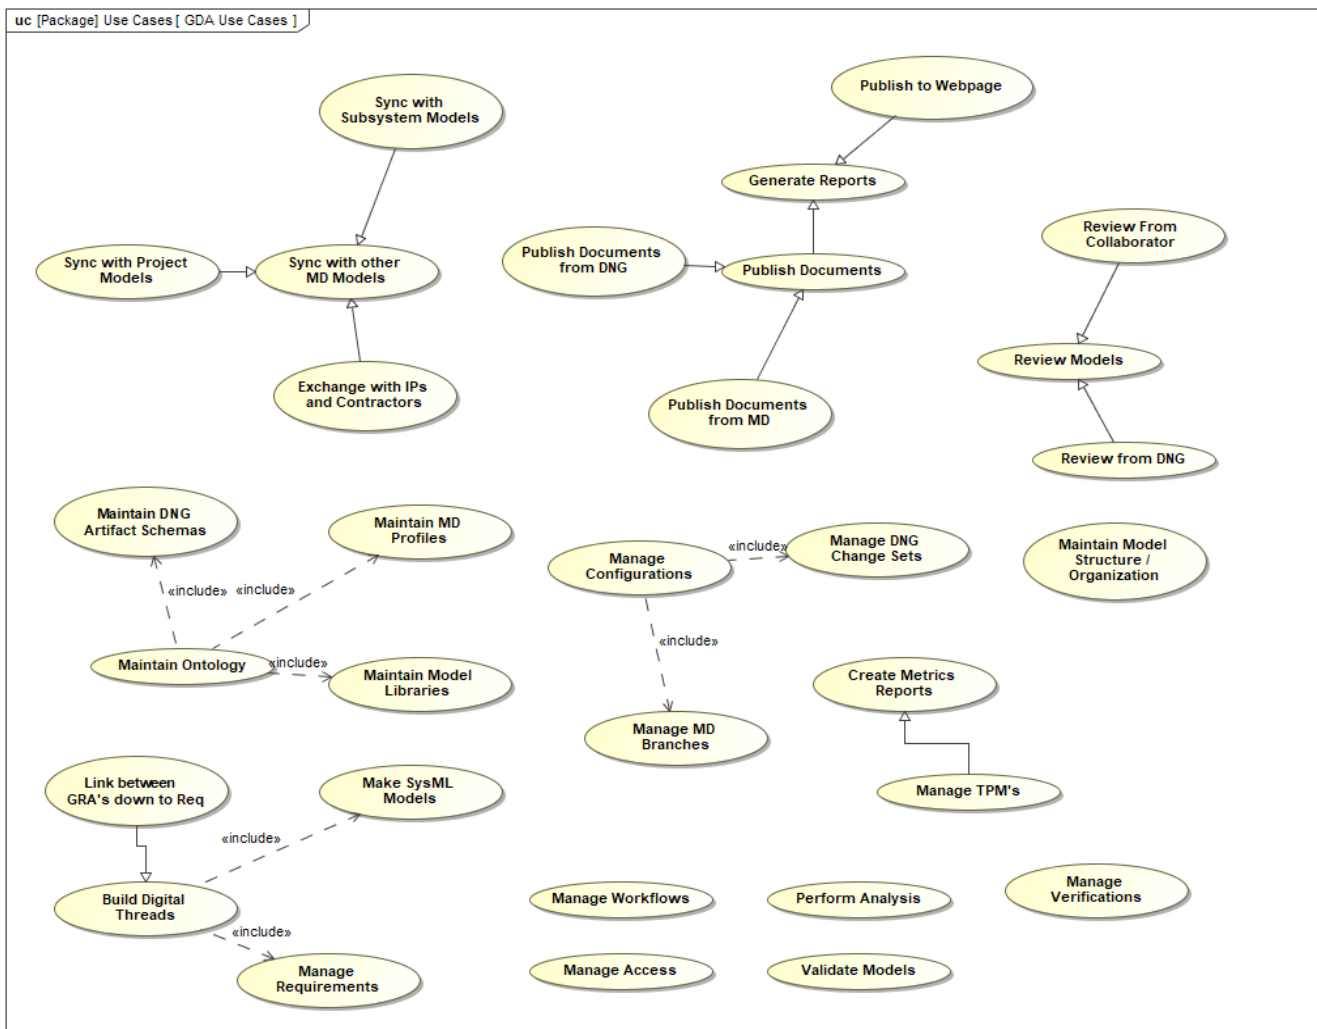 uc [Package] Use Cases [ GDA Use Cases ]
Sync with
Subsystem Models
Publish to Webpage
Generate Reports
Review From
Collaborator
Sync with Project
Models
Sync with other
MD Models
Publish Documents
from DNG
Publish Documents
Review Models
Exchange with IPs
and Contractors
Publish Documents
from MD
Review from DNG
Maintain DNG
Artifact Schemas
Maintain MD
Profiles
Manage
Configurations
«include»
Manage DNG
Change Sets
Maintain Model
Structure /
Organization
«include»
«include»
«include»
Maintain Ontology
«include»
Maintain Model
Libraries
Create Metrics
Reports
Manage MD
Branches
Link between
GRA's down to Req
Make SysML
Models
Manage TPM's
«include»
Build Digital
Threads
Manage Workflows
Perform Analysis
Manage
Verifications
«include»
Manage
Requirements
Manage Access
Validate Models